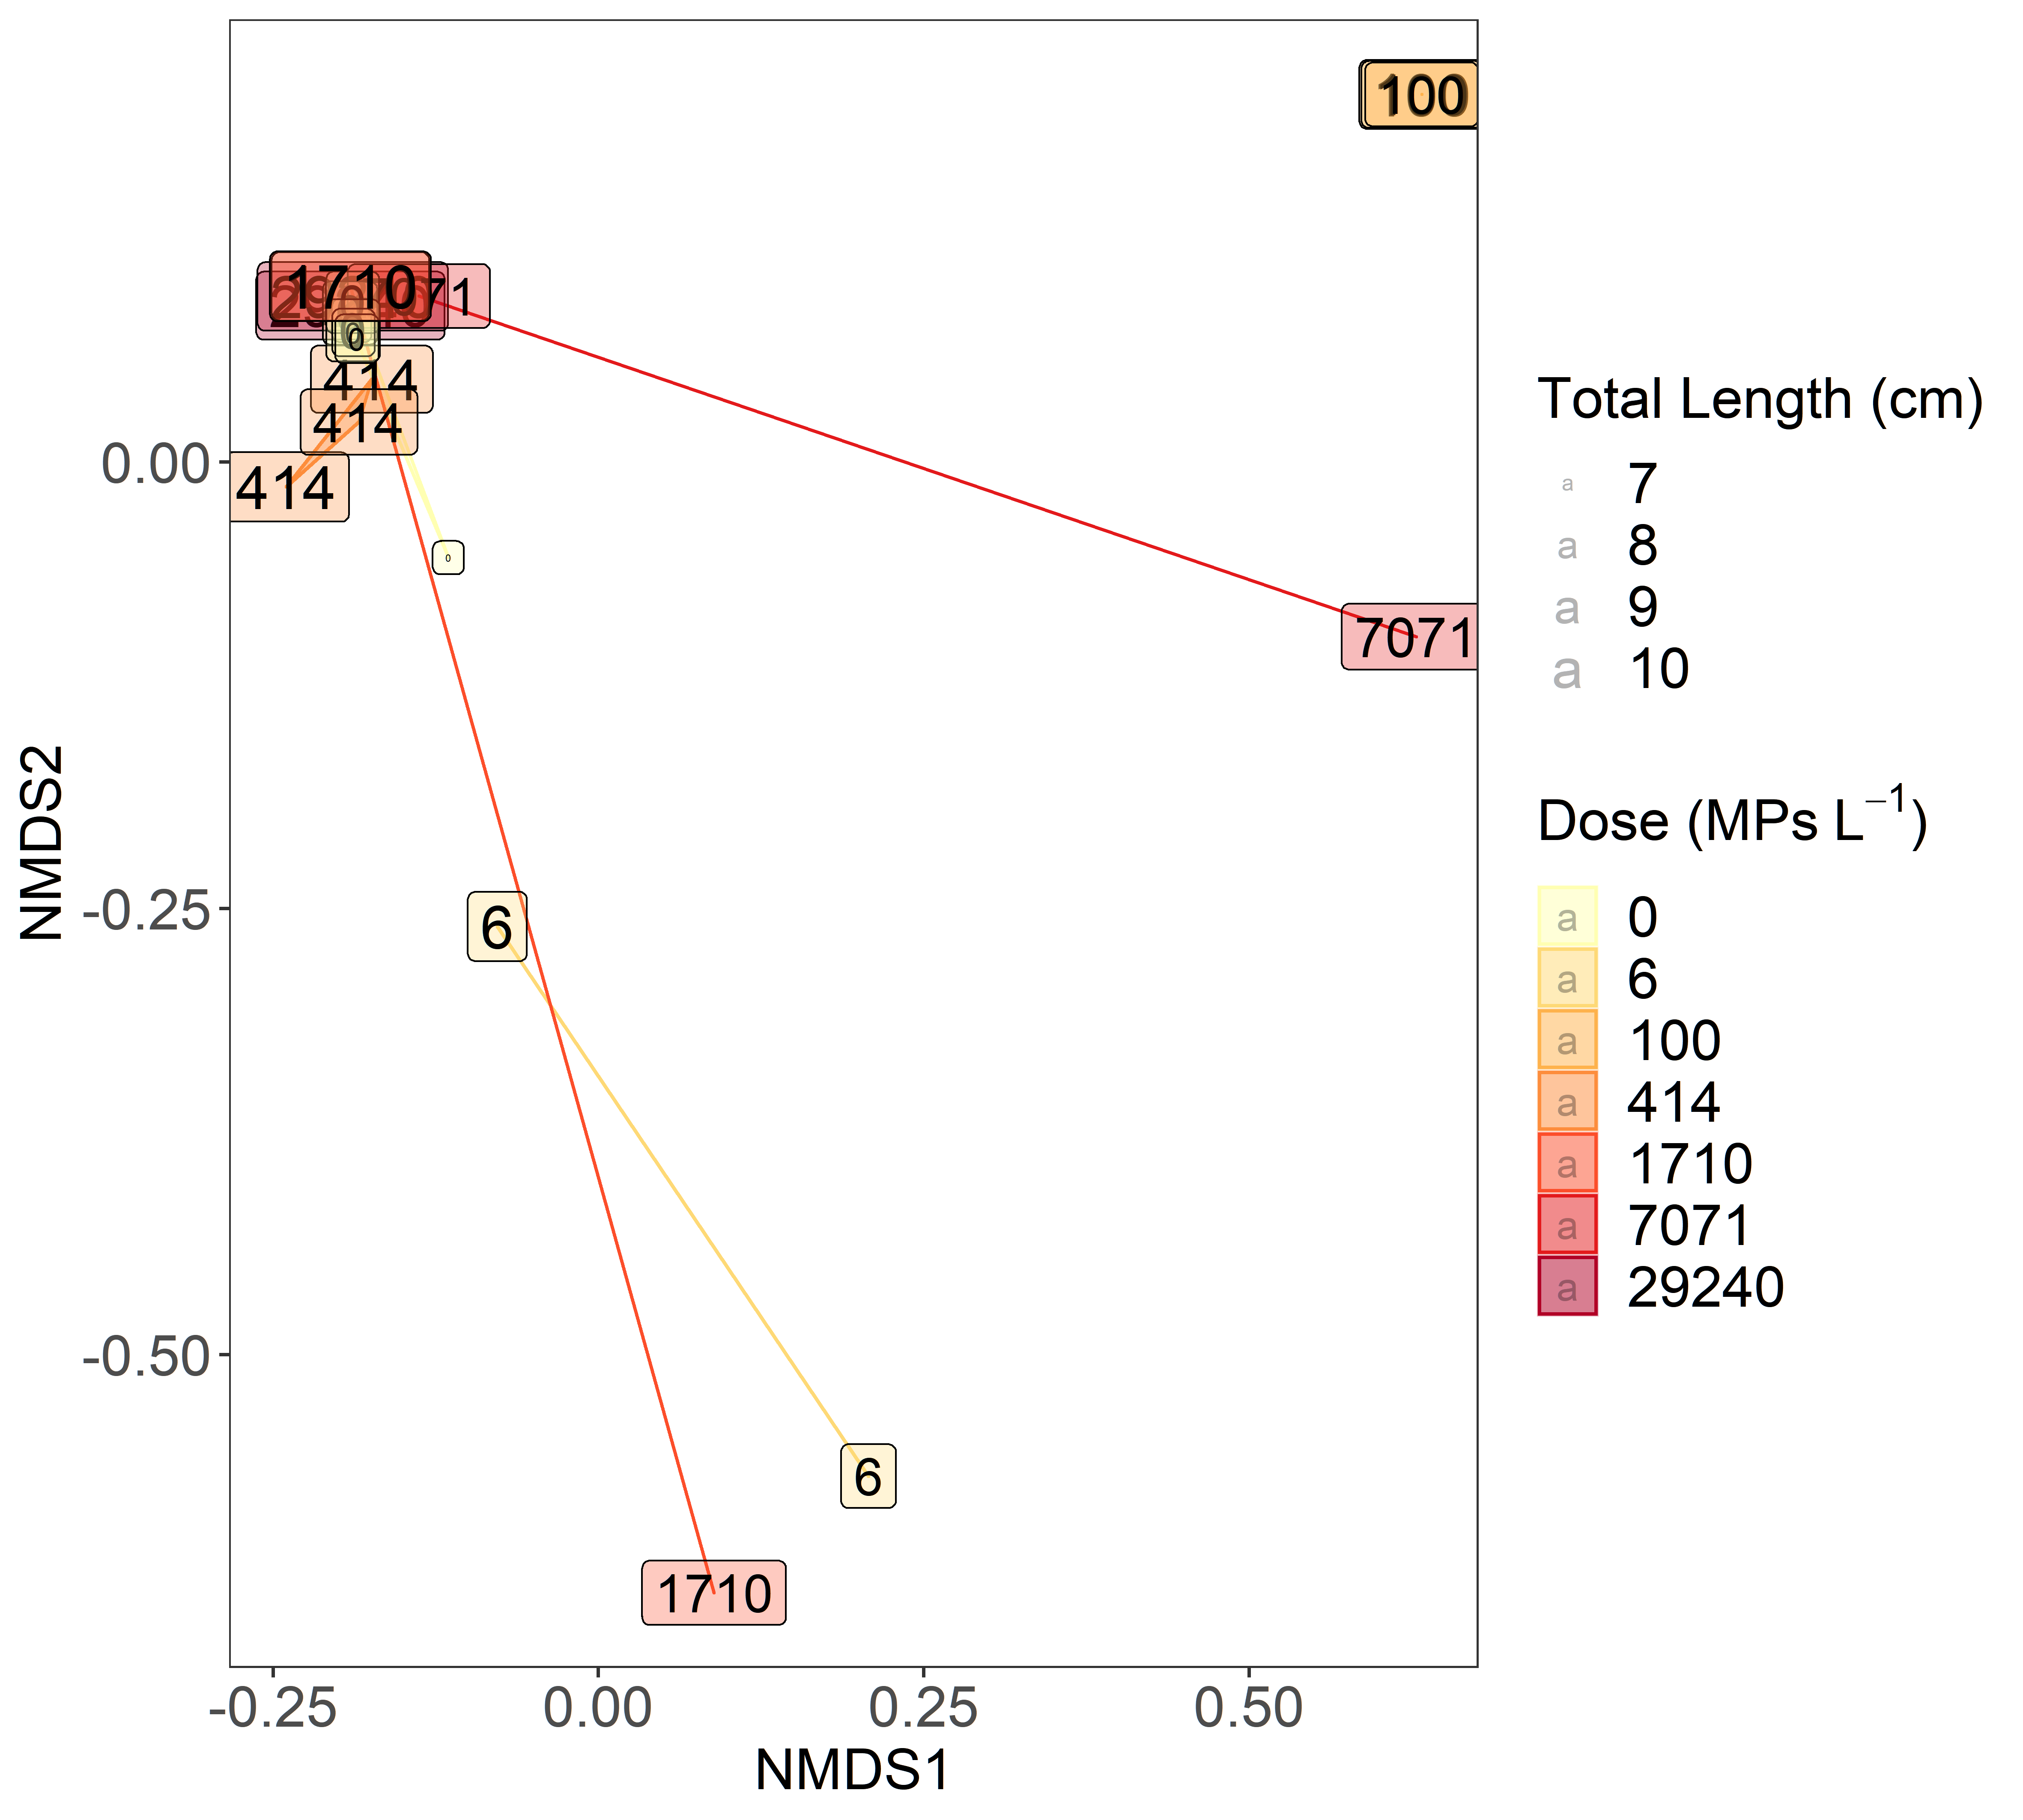 100
1710
71
0
414
414
0.00
414
0
7071
6
-0.25
-0.50
6
1710
-0.25 0.00 0.25 0.50
NMDS1
NMDS2
Total Length (cm)
a 7
a 8
a 9
a 10
Dose (MPs L⁻¹)
a 0
a 6
a 100
a 414
a 1710
a 7071
a 29240